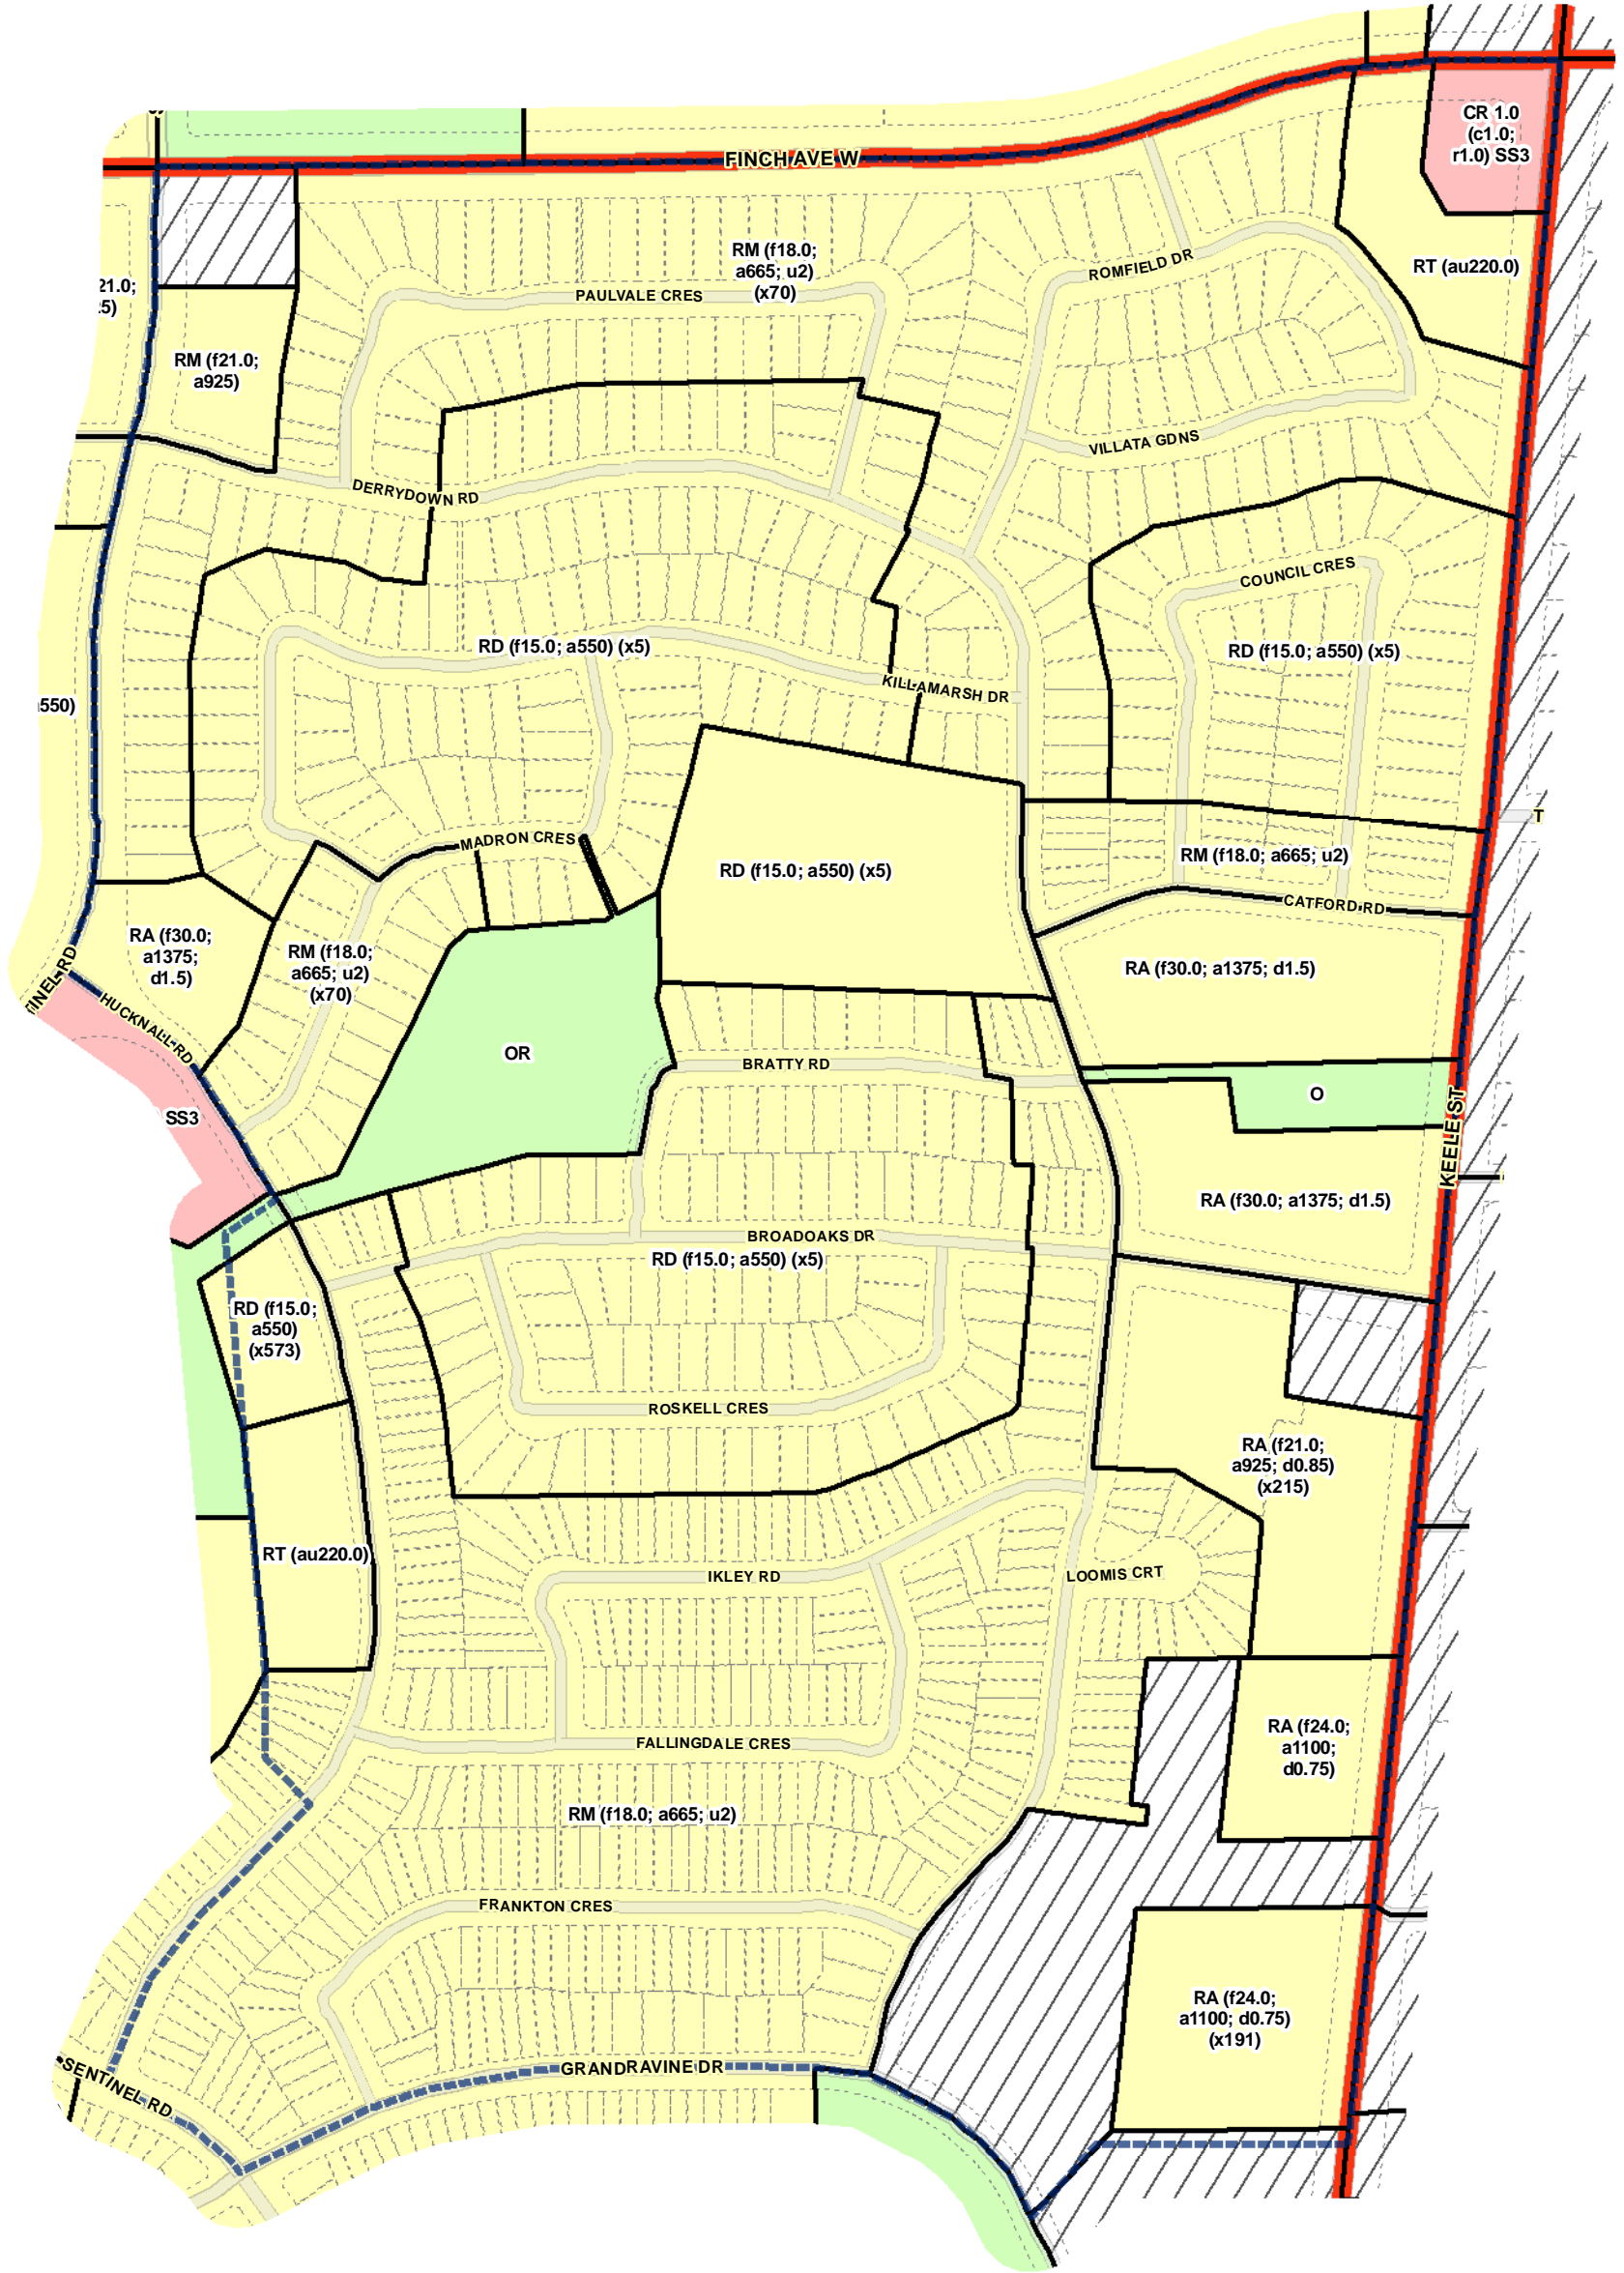 CR 1.0
(c1.0;
r1.0) SS3
FINCH AVE W
RM (f18.0;
a665; u2)
(x70)
ROMFIELD DR
RT (au220.0)
21.0;
.5)
PAULVALE CRES
RM (f21.0;
a925)
VILLATA GDNS
DERRYDOWN RD
COUNCIL CRES
RD (f15.0; a550) (x5)
RD (f15.0; a550) (x5)
KILLAMARSH DR
550)
T
MADRON CRES
RM (f18.0; a665; u2)
RD (f15.0; a550) (x5)
CATFORD RD
RA (f30.0;
a1375;
d1.5)
RM (f18.0;
a665; u2)
(x70)
RA (f30.0; a1375; d1.5)
INEL RD
HUCKNALL RD
OR
BRATTY RD
O
SS3
KEELE ST
RA (f30.0; a1375; d1.5)
BROADOAKS DR
RD (f15.0; a550) (x5)
RD (f15.0;
a550)
(x573)
ROSKELL CRES
RA (f21.0;
a925; d0.85)
(x215)
RT (au220.0)
IKLEY RD
LOOMIS CRT
FALLINGDALE CRES
RA (f24.0;
a1100;
d0.75)
RM (f18.0; a665; u2)
FRANKTON CRES
RA (f24.0;
a1100; d0.75)
(x191)
GRANDRAVINE DR
SENTINEL RD